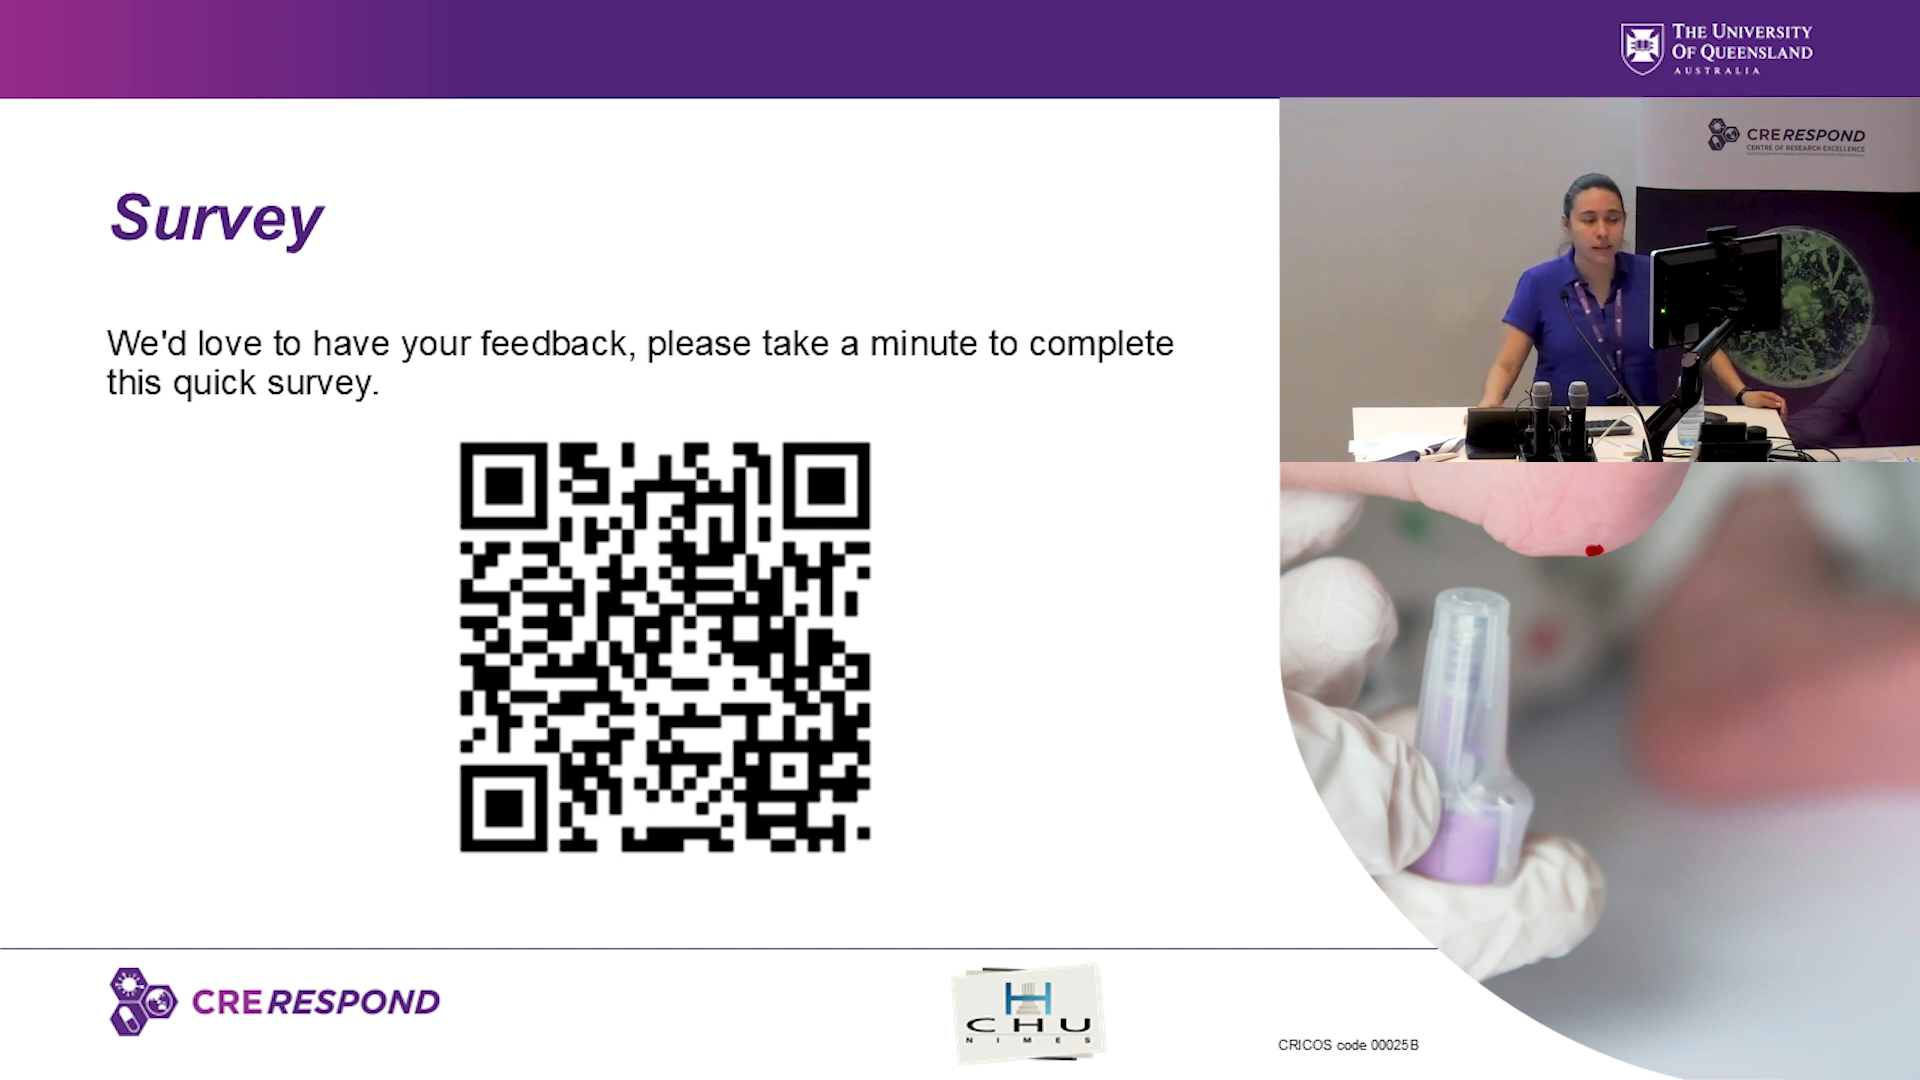 THE UNIVERSITY
OF QUEENSLAND
AUSTRALIA
CRE RESPOND
CENTRE OF RESEARCH EXCELLENCE
Survey
We'd love to have your feedback, please take a minute to complete
this quick survey.
CRE RESPOND
CHU
NIMES
CRICOS code 00025B